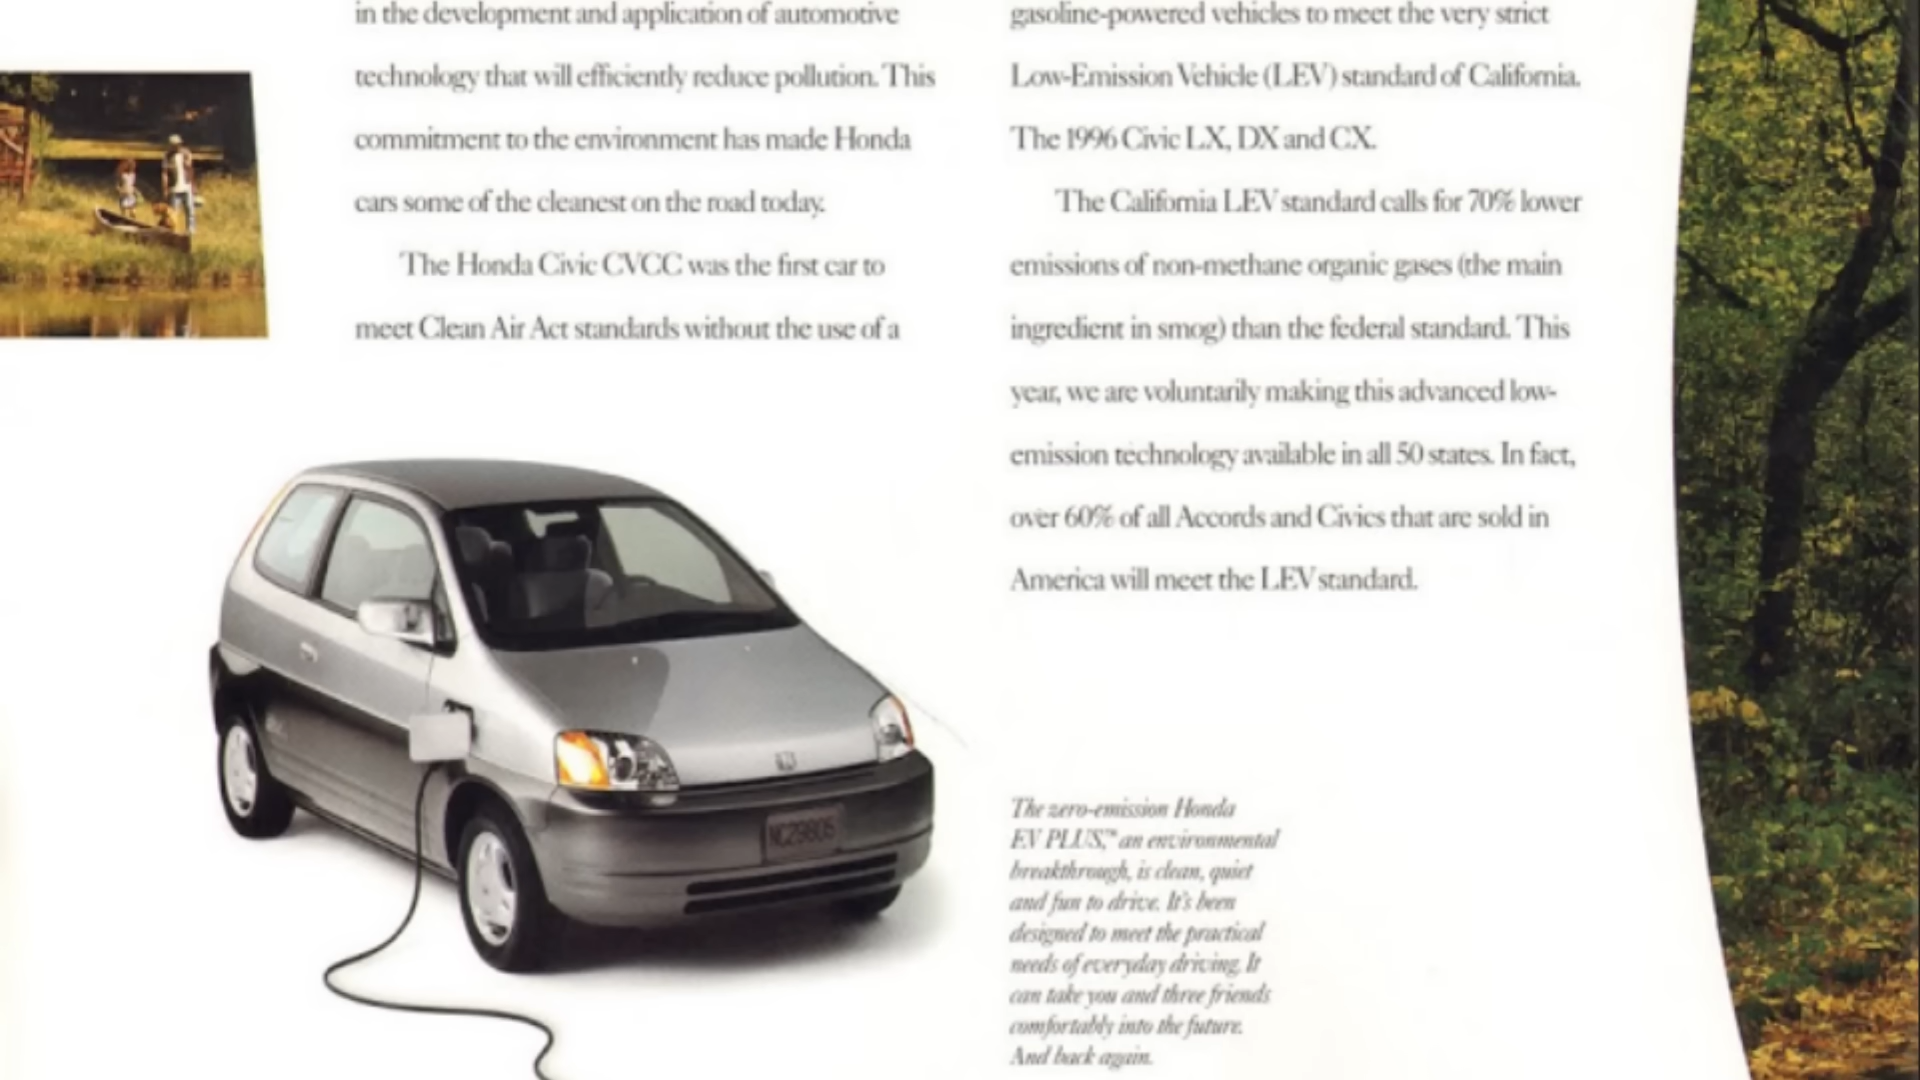 in the development and application of automotive
technology that will efficiently reduce pollution. This
commitment to the environment has made Honda
cars some of the cleanest on the road today.
The Honda Civic CVCC was the first car to
meet Clean Air Act standards without the use of a
gasoline-powered vehicles to meet the very strict
Low-Emission Vehicle (LEV) standard of California.
The 1996 Civic LX, DX and CX.
The California LEV standard calls for 70% lower
emissions of non-methane organic gases (the main
ingredient in smog) than the federal standard. This
year, we are voluntarily making this advanced low-
emission technology available in all 50 states. In fact,
over 60% of all Accords and Civics that are sold in
America will meet the LEV standard.
NC29805
The zero-emission Honda
EV PLUS,™ an environmental
breakthrough, is clean, quiet
and fun to drive. It's been
designed to meet the practical
needs of everyday driving. It
can take you and three friends
comfortably into the future.
And back again.